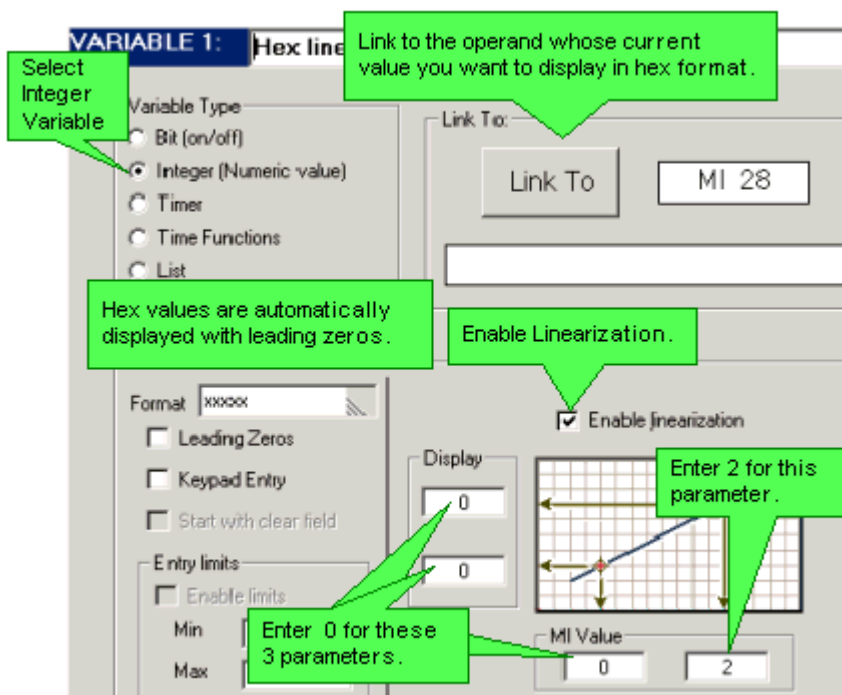 VARIABLE 1:
Hex line
Link to the operand whose current
value you want to display in hex format.
Select
Integer
Variable
Variable Type
Bit (on/off)
Integer (Numeric value)
Timer
Time Functions
List
Link To:
Link To
MI 28
Hex values are automatically
displayed with leading zeros.
Enable Linearization.
Format
xxxxx
Leading Zeros
Keypad Entry
Start with clear field
Enable linearization
Display
0
0
Enter 2 for this
parameter.
Entry limits
Enable limits
Min
Max
Enter 0 for these
3 parameters.
MI Value
0
2